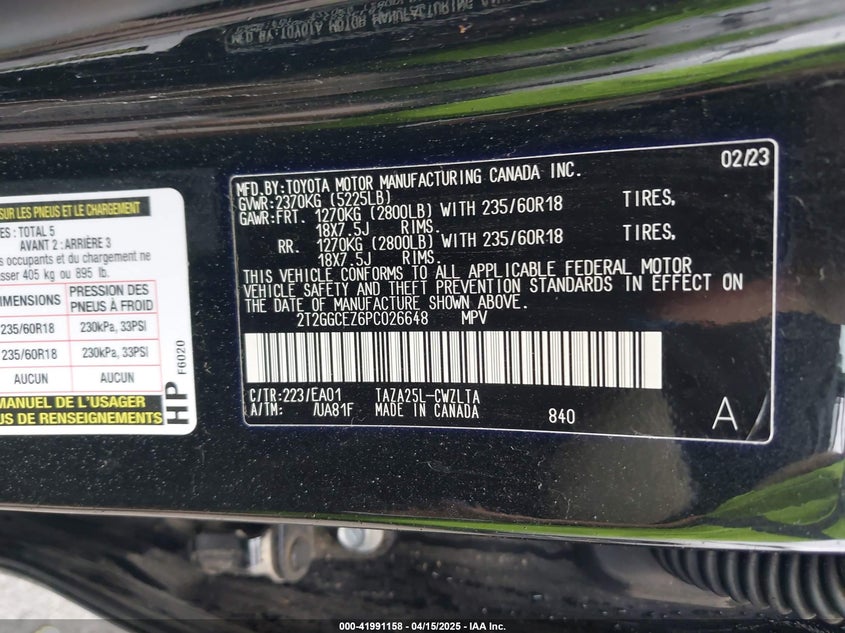 SUR LES PNEUS ET LE CHARGEMENT
ES : TOTAL 5
AVANT 2 : ARRIÈRE 3
s occupants et du chargement ne
asser 405 kg ou 895 lb.
IMENSIONS PRESSION DES PNEUS À FROID
235/60R18 230kPa, 33PSI
235/60R18 230kPa, 33PSI
AUCUN AUCUN
MANUEL DE L'USAGER
US DE RENSEIGNEMENTS
HP F6020
02/23
MFD.BY:TOYOTA MOTOR MANUFACTURING CANADA INC.
GVWR:2370KG (5225LB)
GAWR:FRT. 1270KG (2800LB) WITH 235/60R18 TIRES,
18X7.5J RIMS.
RR. 1270KG (2800LB) WITH 235/60R18 TIRES,
18X7.5J RIMS.
THIS VEHICLE CONFORMS TO ALL APPLICABLE FEDERAL MOTOR
VEHICLE SAFETY AND THEFT PREVENTION STANDARDS IN EFFECT ON
THE DATE OF MANUFACTURE SHOWN ABOVE.
2T2GGCEZ6PC026648 MPV
C/TR:223/EA01 TAZA25L-CWZLTA
A/TM: /UA81F MADE IN CANADA 840 A
000-41991158 - 04/15/2025 - IAA Inc.